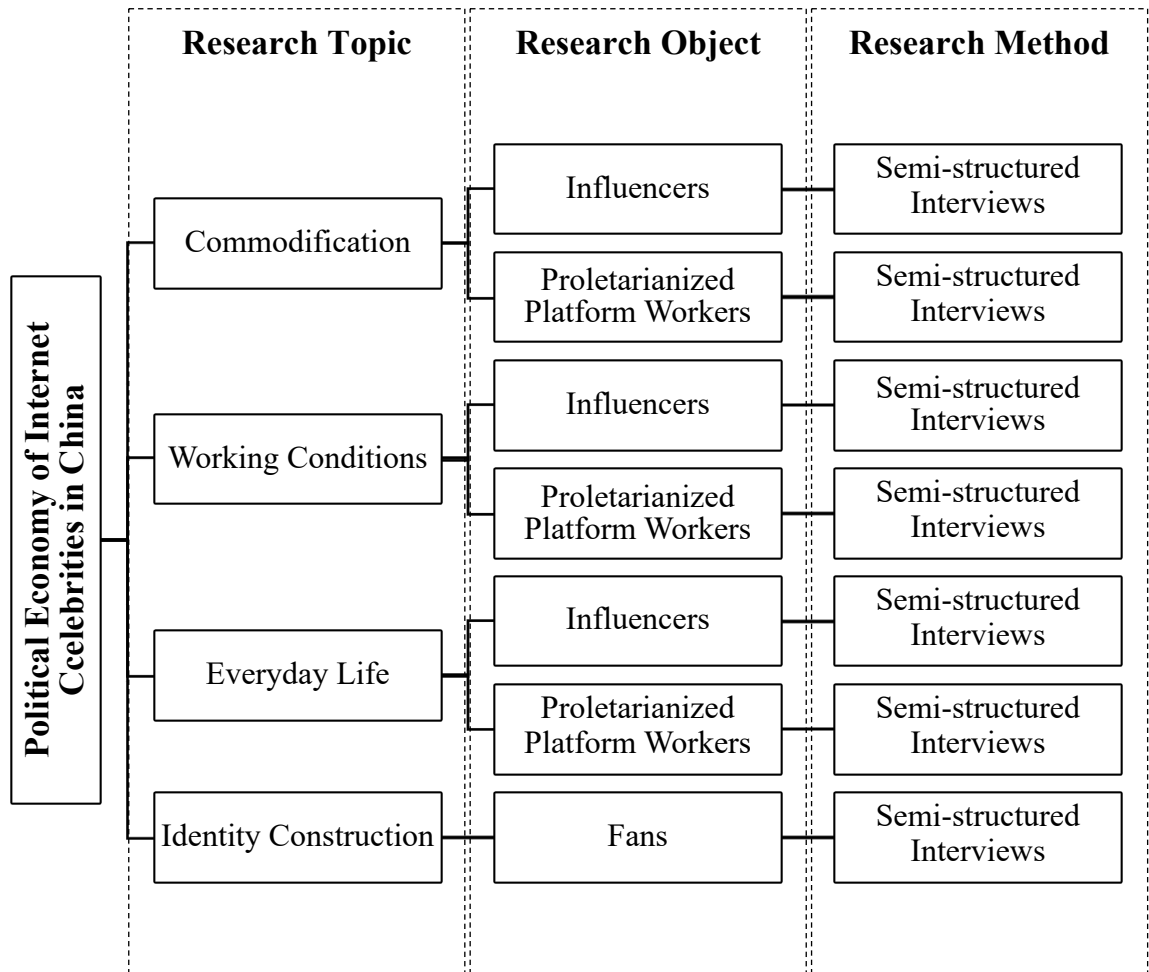 Research Topic
Research Object
Research Method
Political Economy of Internet
Ccelebrities in China
Commodification
Influencers
Semi-structured
Interviews
Proletarianized
Platform Workers
Semi-structured
Interviews
Working Conditions
Influencers
Semi-structured
Interviews
Proletarianized
Platform Workers
Semi-structured
Interviews
Everyday Life
Influencers
Semi-structured
Interviews
Proletarianized
Platform Workers
Semi-structured
Interviews
Identity Construction
Fans
Semi-structured
Interviews